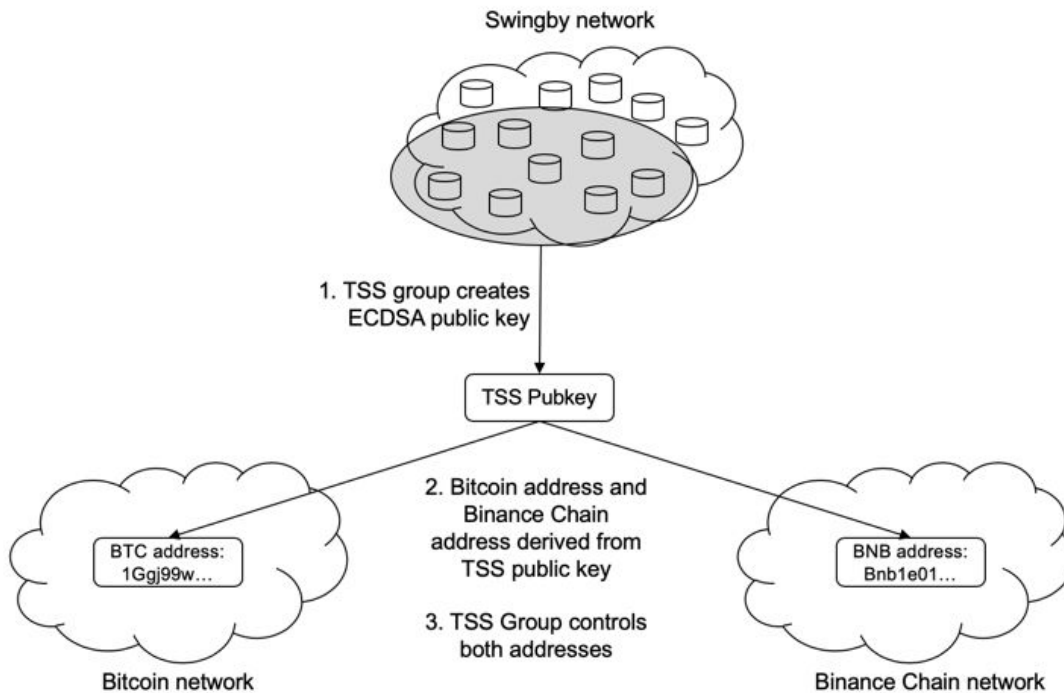 Swingby network
1. TSS group creates
ECDSA public key
TSS Pubkey
2. Bitcoin address and
Binance Chain
address derived from
TSS public key
BTC address:
1Ggj99w...
BNB address:
Bnb1e01...
3. TSS Group controls
both addresses
Bitcoin network
Binance Chain network